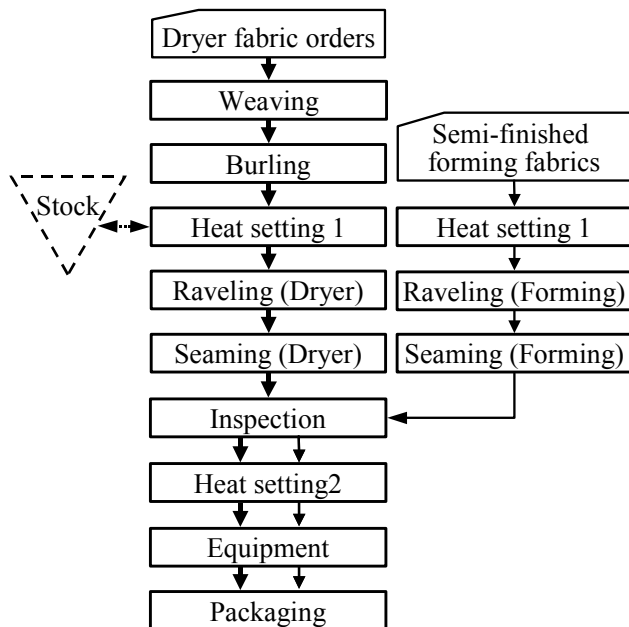 Dryer fabric orders
Weaving
Burling
Stock
Heat setting 1
Raveling (Dryer)
Seaming (Dryer)
Semi-finished
forming fabrics
Heat setting 1
Raveling (Forming)
Seaming (Forming)
Inspection
Heat setting2
Equipment
Packaging